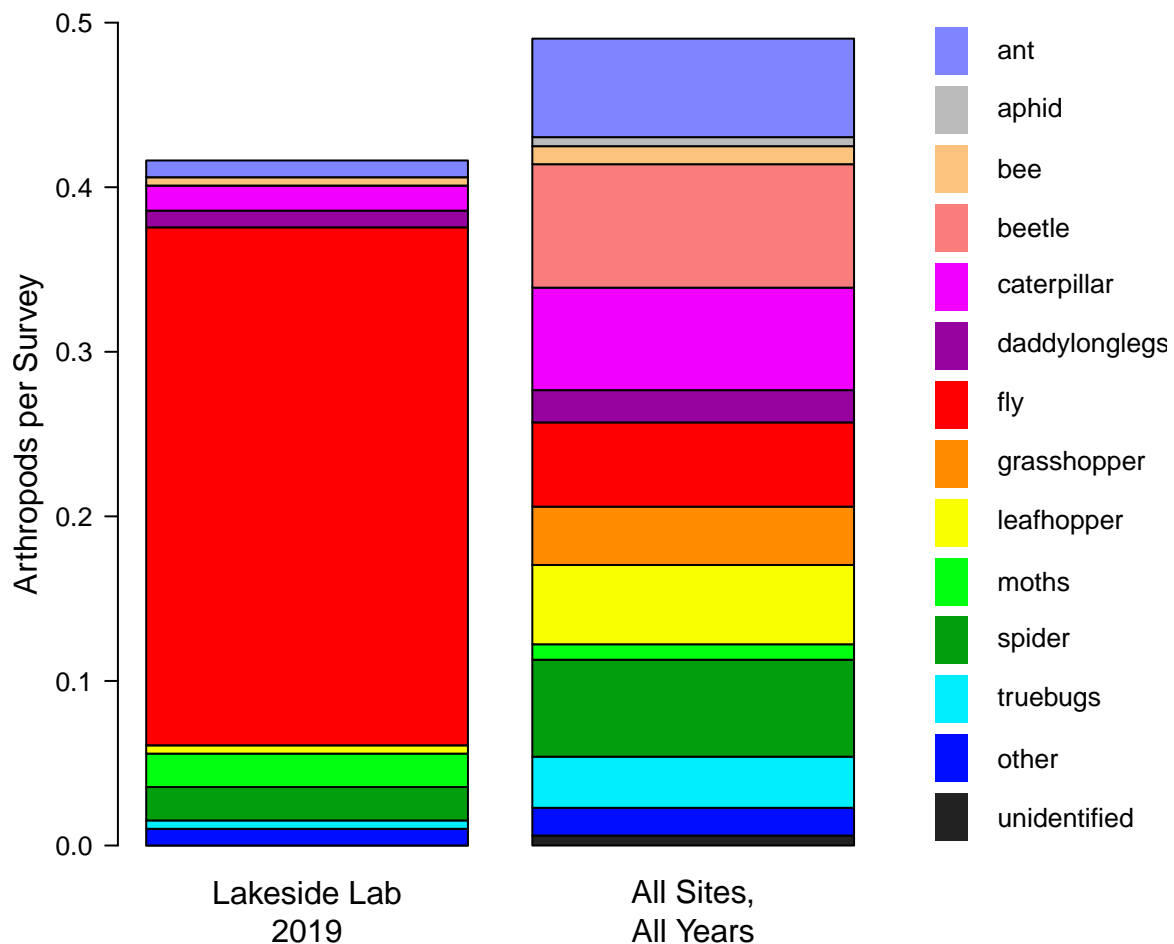 Arthropods per Survey
0.5
0.4
0.3
0.2
0.1
0.0
Lakeside Lab
2019
All Sites,
All Years
ant
aphid
bee
beetle
caterpillar
daddylonglegs
fly
grasshopper
leafhopper
moths
spider
truebugs
other
unidentified